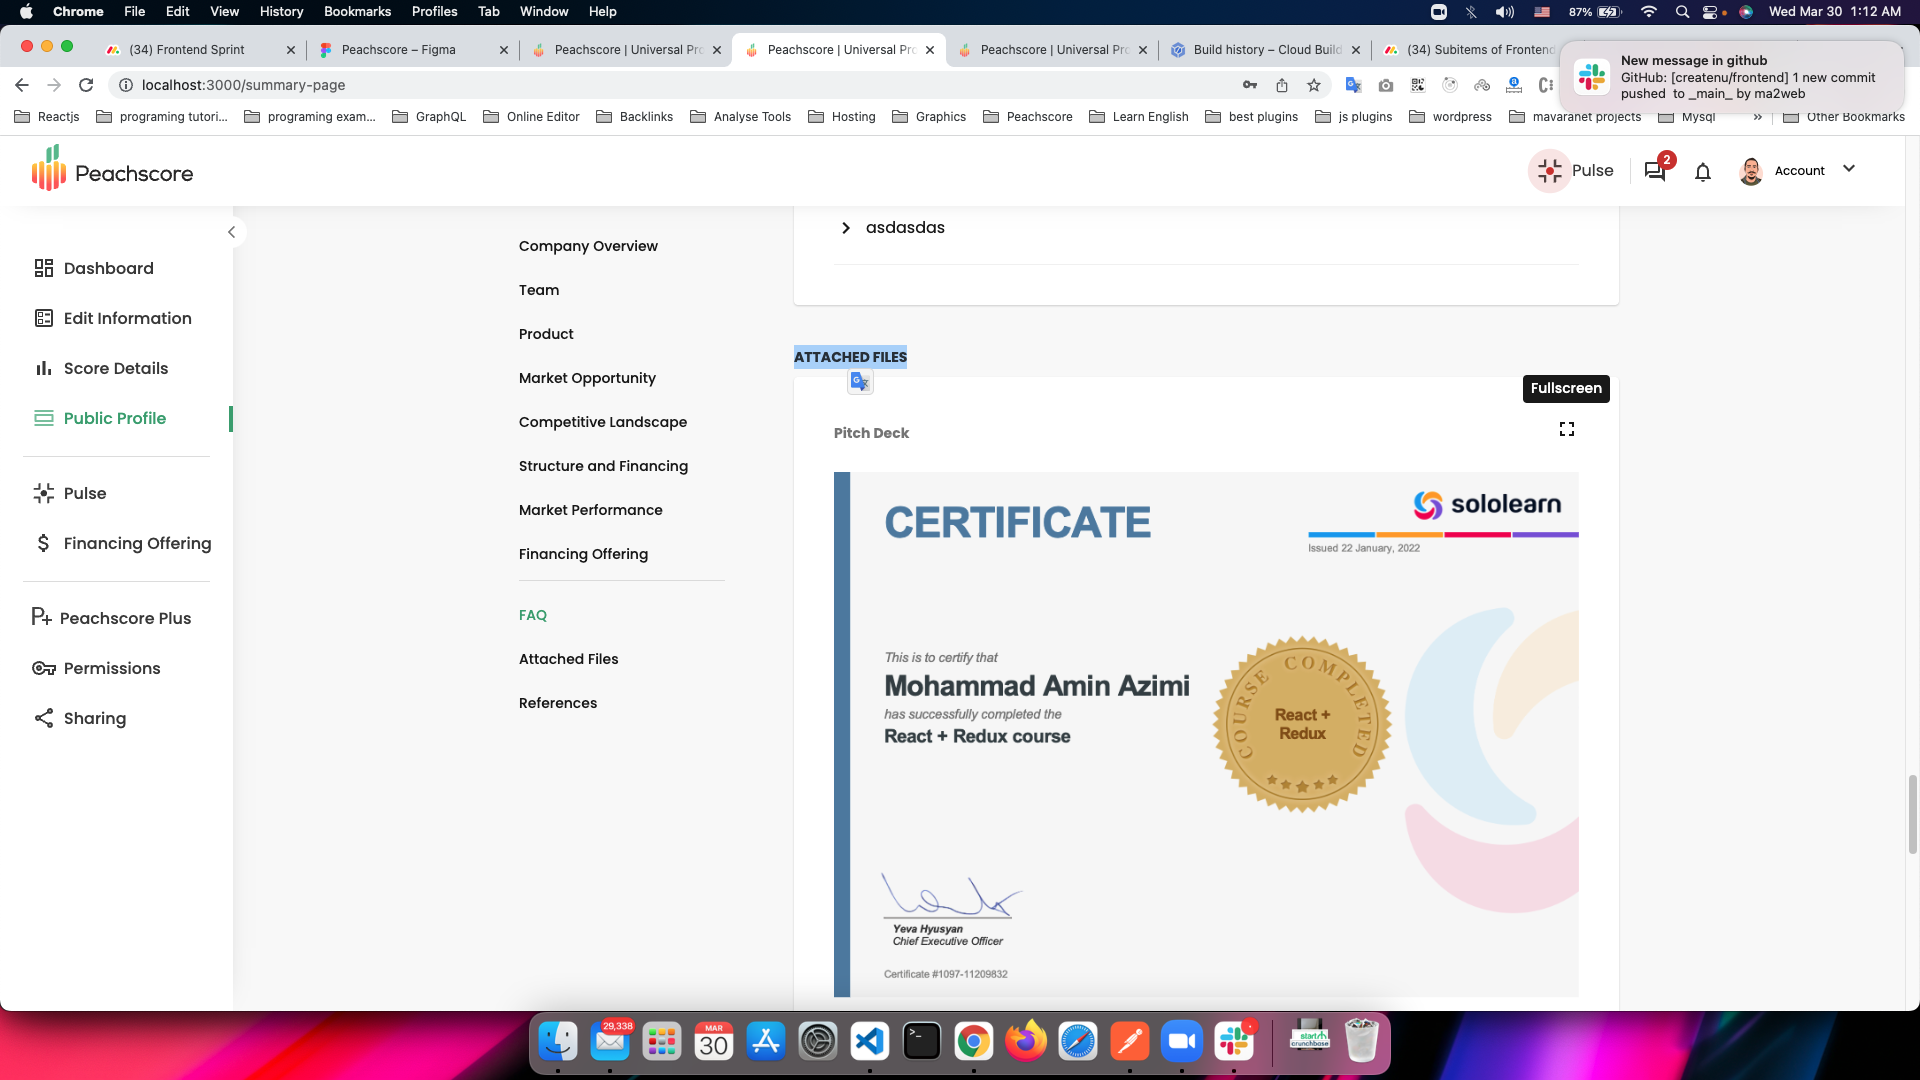 Chrome File Edit View History Bookmarks Profiles Tab Window Help 87% Wed Mar 30 1:12 AM
(34) Frontend Sprint Peachscore – Figma Peachscore | Universal Pro Peachscore | Universal Pro Peachscore | Universal Pro Build history – Cloud Build (34) Subitems of Frontend
New message in github
GitHub: [createnu/frontend] 1 new commit
pushed to _main_ by ma2web
localhost:3000/summary-page
Reactjs programing tutori... programing exam... GraphQL Online Editor Backlinks Analyse Tools Hosting Graphics Peachscore Learn English best plugins js plugins wordpress mavaranet projects Mysql » Other Bookmarks
Peachscore
Pulse 2 Account
Dashboard
Edit Information
Score Details
Public Profile
Pulse
Financing Offering
Peachscore Plus
Permissions
Sharing
Company Overview
Team
Product
Market Opportunity
Competitive Landscape
Structure and Financing
Market Performance
Financing Offering
FAQ
Attached Files
References
asdasdas
ATTACHED FILES
Fullscreen
Pitch Deck
CERTIFICATE
sololearn
Issued 22 January, 2022
This is to certify that
Mohammad Amin Azimi
has successfully completed the
React + Redux course
COURSE COMPLETED
React +
Redux
Yeva Hyusyan
Chief Executive Officer
Certificate #1097-11209832
29,338
MAR
30
startsh
crunchbase